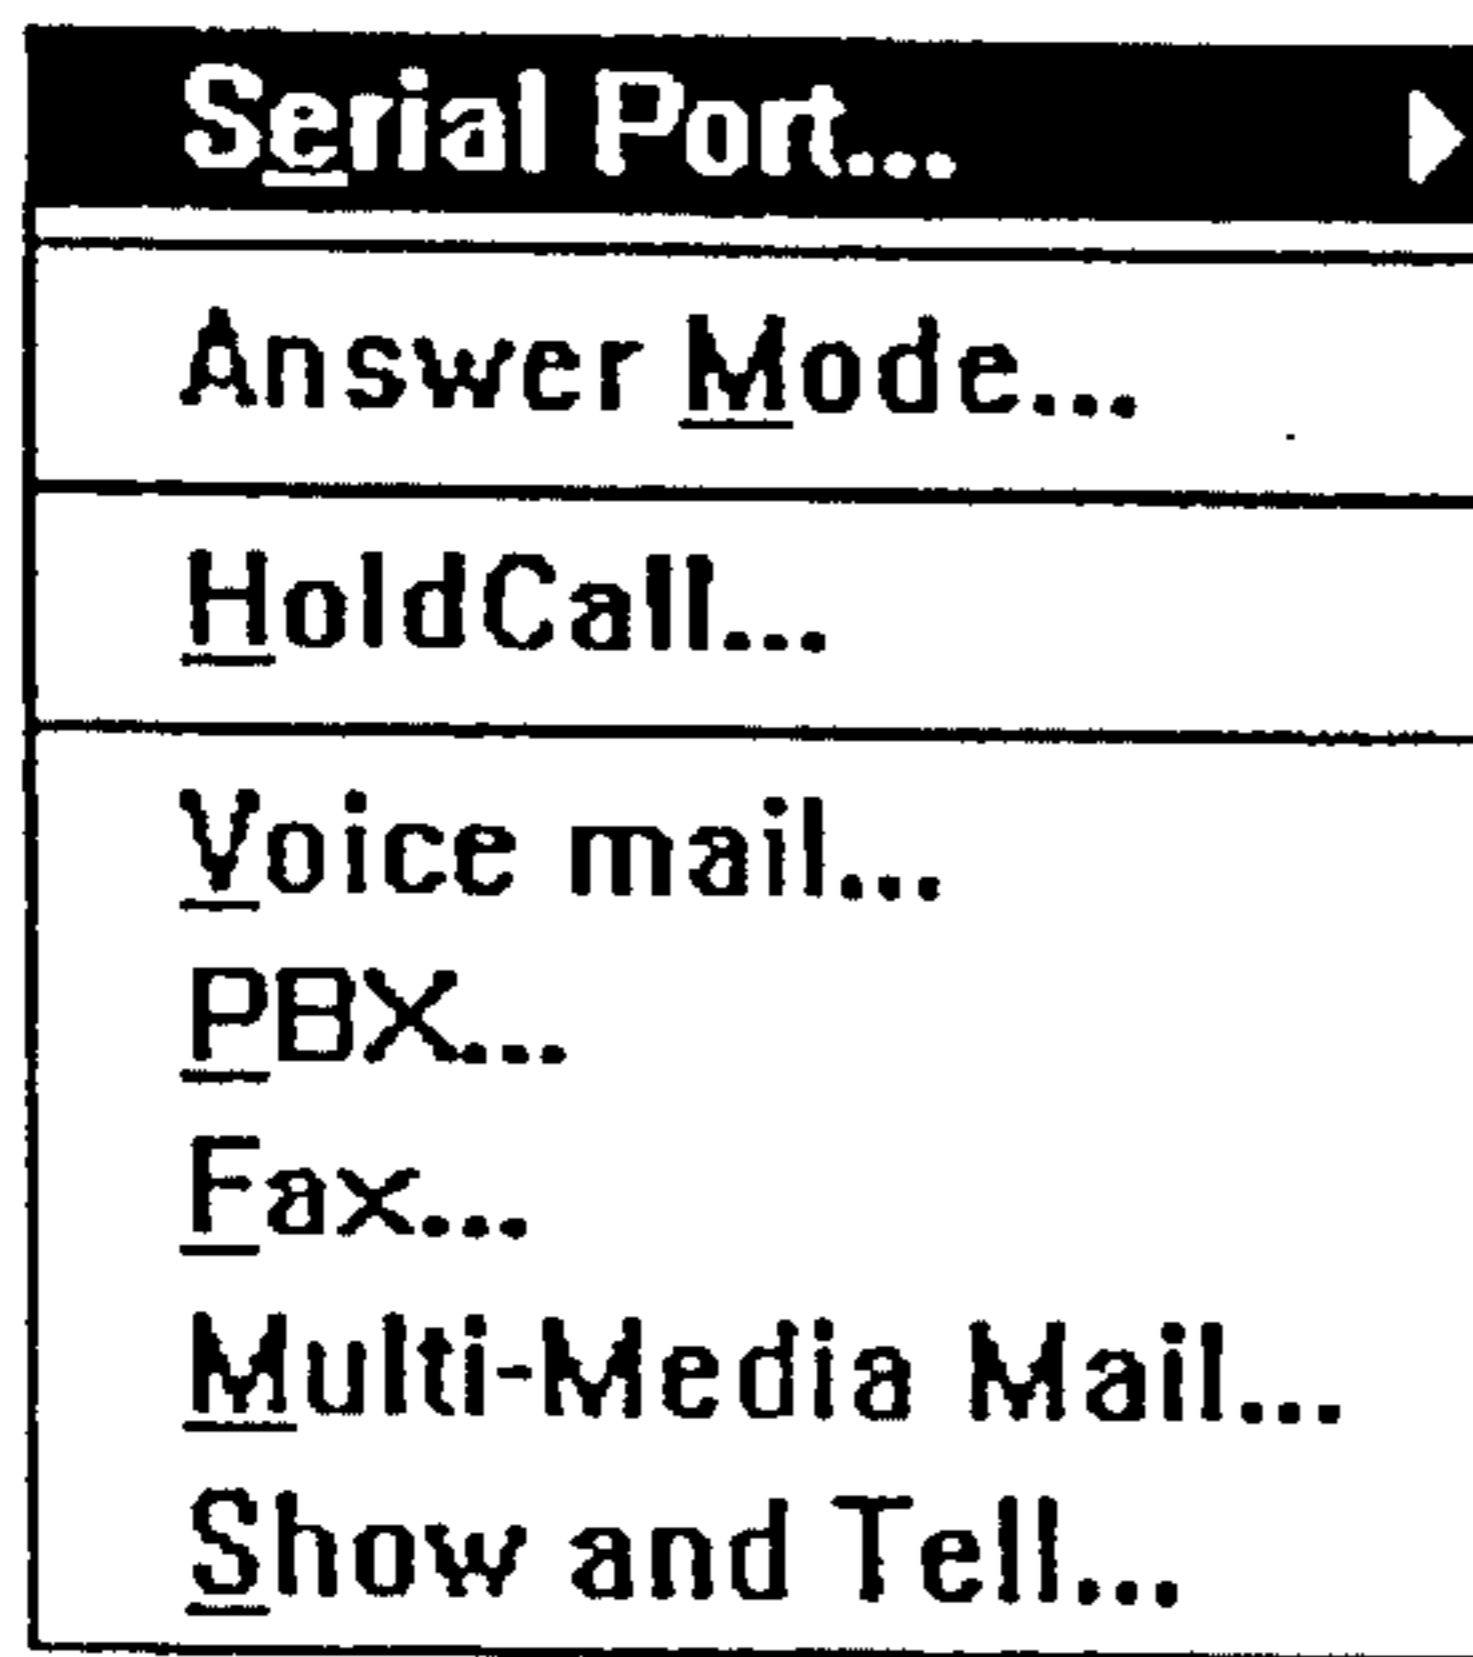 Serial Port...
Answer Mode...
HoldCall...
Voice mail...
PBX...
Fax...
Multi-Media Mail...
Show and Tell...